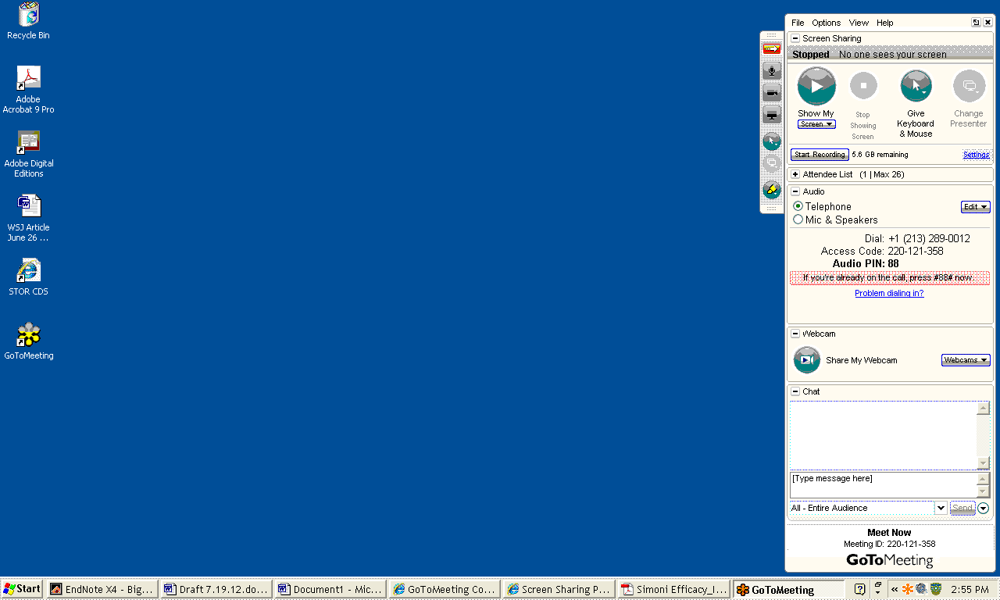 Recycle Bin
Adobe
Acrobat 9 Pro
Adobe Digital
Editions
WSJ Article
June 26 ...
STOR CDS
GoToMeeting
File Options View Help
Screen Sharing
Stopped No one sees your screen
Show My
Screen
Stop
Showing
Screen
Give
Keyboard
& Mouse
Change
Presenter
Start Recording 5.6 GB remaining Settings
Attendee List (1 | Max 26)
Audio
Telephone Edit
Mic & Speakers
Dial: +1 (213) 289-0012
Access Code: 220-121-358
Audio PIN: 88
If you're already on the call, press #88# now.
Problem dialing in?
Webcam
Share My Webcam Webcams
Chat
[Type message here]
All - Entire Audience Send
Meet Now
Meeting ID: 220-121-358
GoToMeeting
Start EndNote X4 - Big... Draft 7.19.12.do... Document1 - Mic... GoToMeeting Co... Screen Sharing P... Simoni Efficacy_I... GoToMeeting 2:55 PM